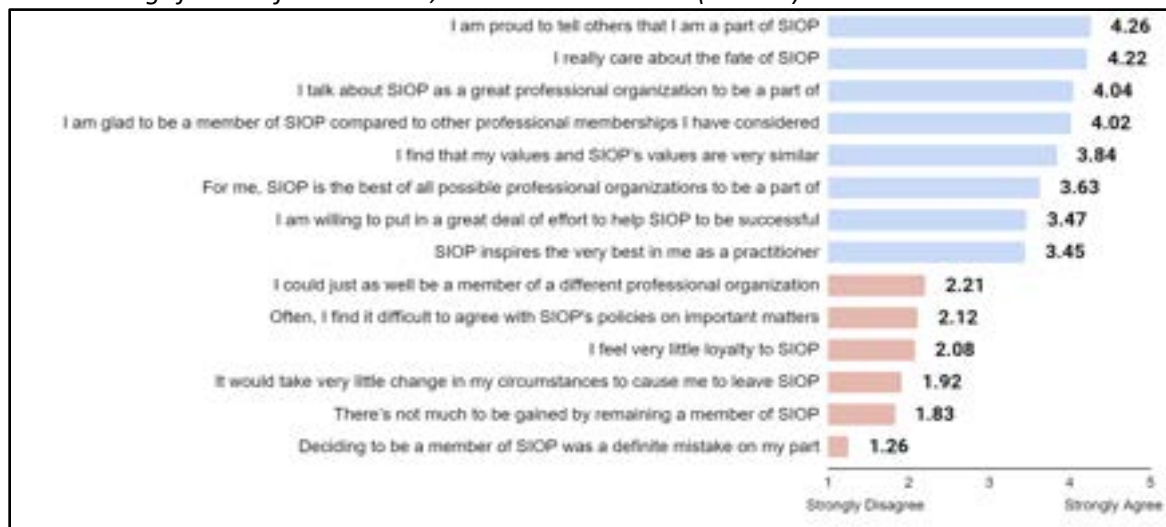 I am proud to tell others that I am a part of SIOP 4.26
I really care about the fate of SIOP 4.22
I talk about SIOP as a great professional organization to be a part of 4.04
I am glad to be a member of SIOP compared to other professional memberships I have considered 4.02
I find that my values and SIOP's values are very similar 3.84
For me, SIOP is the best of all possible professional organizations to be a part of 3.63
I am willing to put in a great deal of effort to help SIOP to be successful 3.47
SIOP inspires the very best in me as a practitioner 3.45
I could just as well be a member of a different professional organization 2.21
Often, I find it difficult to agree with SIOP's policies on important matters 2.12
I feel very little loyalty to SIOP 2.08
It would take very little change in my circumstances to cause me to leave SIOP 1.92
There's not much to be gained by remaining a member of SIOP 1.83
Deciding to be a member of SIOP was a definite mistake on my part 1.26
1 2 3 4 5
Strongly Disagree Strongly Agree